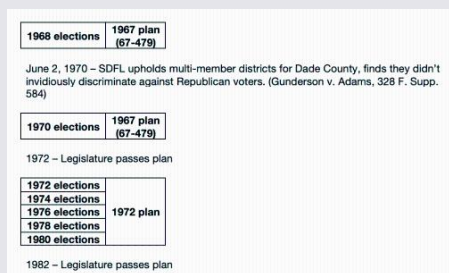 1968 elections 1967 plan (67-479)
June 2, 1970 – SDFL upholds multi-member districts for Dade County, finds they didn't
invidiously discriminate against Republican voters. (Gunderson v. Adams, 328 F. Supp.
584)
1970 elections 1967 plan (67-479)
1972 – Legislature passes plan
1972 elections
1974 elections
1976 elections 1972 plan
1978 elections
1980 elections
1982 – Legislature passes plan